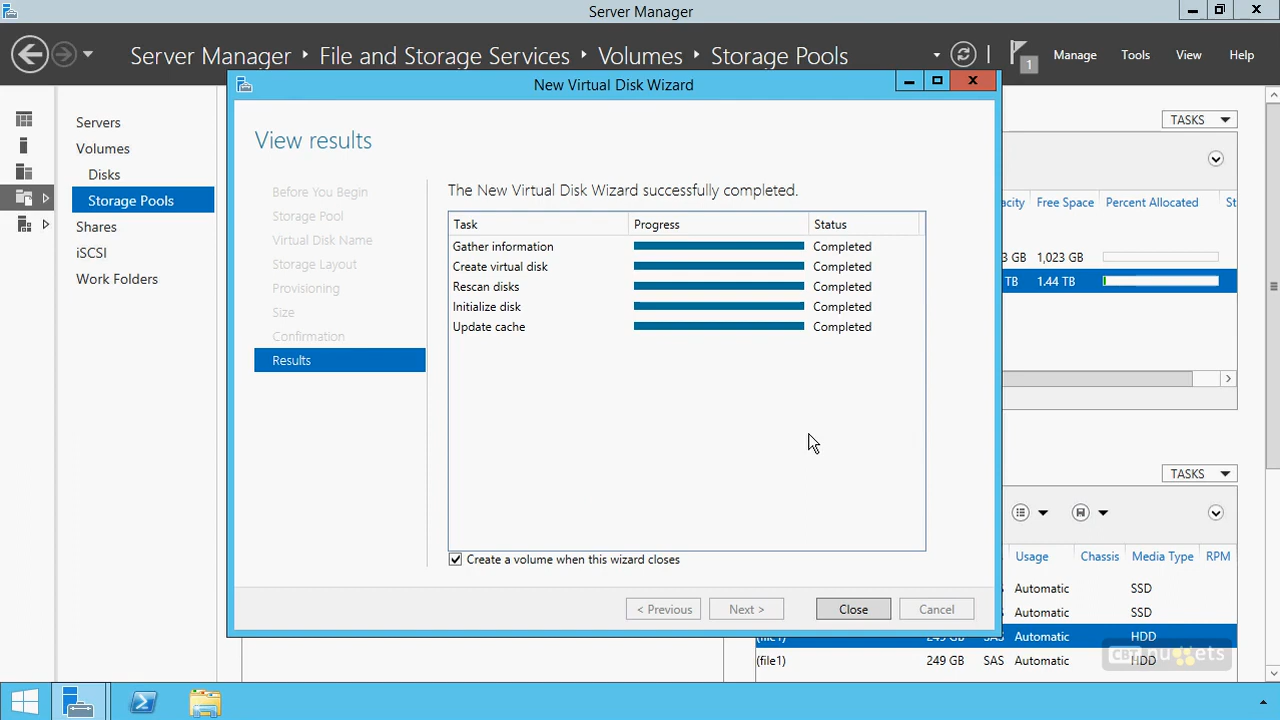 Server Manager
Server Manager • File and Storage Services • Volumes • Storage Pools
1
Manage
Tools
View
Help
Servers
Volumes
Disks
Storage Pools
Shares
iSCSI
Work Folders
New Virtual Disk Wizard
View results
Before You Begin
Storage Pool
Virtual Disk Name
Storage Layout
Provisioning
Size
Confirmation
Results
The New Virtual Disk Wizard successfully completed.
Task Progress Status
Gather information Completed
Create virtual disk Completed
Rescan disks Completed
Initialize disk Completed
Update cache Completed
Create a volume when this wizard closes
< Previous
Next >
Close
Cancel
TASKS
acity Free Space Percent Allocated St
3 GB 1,023 GB
TB 1.44 TB
TASKS
Usage Chassis Media Type RPM
Automatic SSD
Automatic SSD
(file1) 249 GB SAS Automatic HDD
(file1) 249 GB SAS Automatic HDD
CBT nuggets